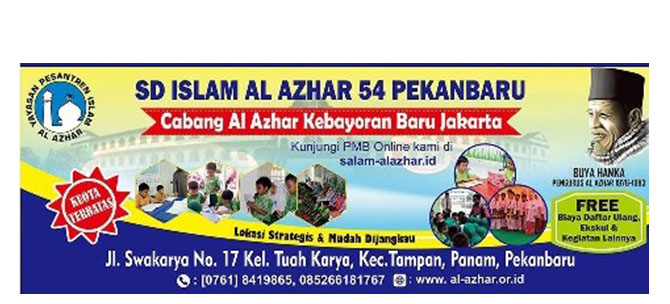 YAYASAN PESANTREN ISLAM
AL AZHAR
SD ISLAM AL AZHAR 54 PEKANBARU
Cabang Al Azhar Kebayoran Baru Jakarta
Kunjungi PMB Online kami di
salam-alazhar.id
KUOTA
TERBATAS
BUYA HAMKA
PENGURUS AL AZHAR
FREE
Biaya Daftar Ulang,
Ekskul &
Kegiatan Lainnya
Lokasi Strategis & Mudah Dijangkau
Jl. Swakarya No. 17 Kel. Tuah Karya, Kec.Tampan, Panam, Pekanbaru
: [0761] 8419865, 085266181767 : www. al-azhar.or.id